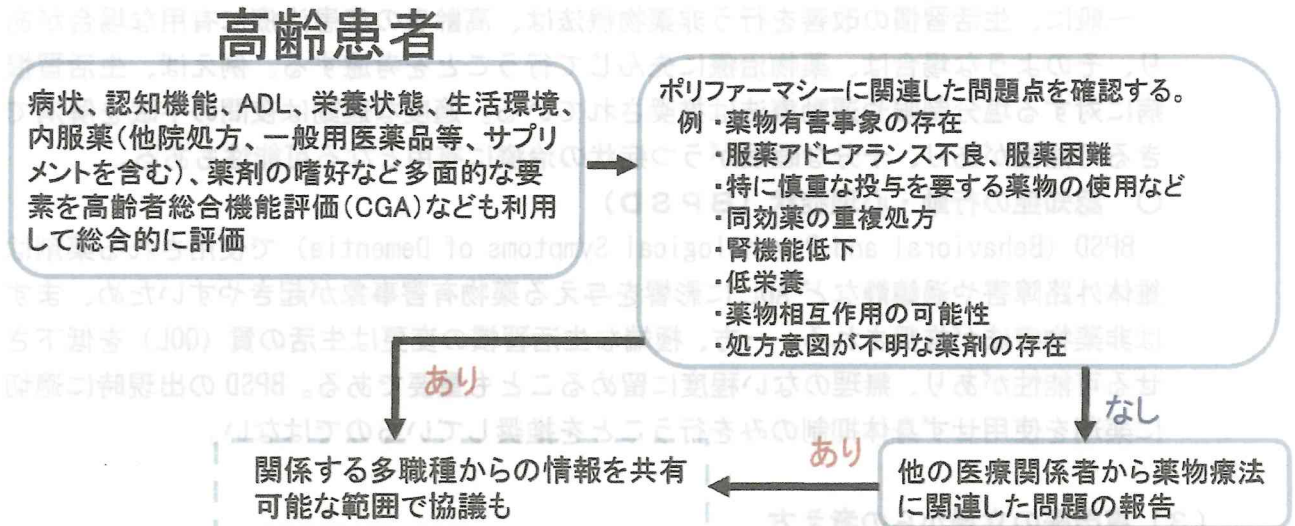 高齢患者
病状、認知機能、ADL、栄養状態、生活環境、
内服薬(他院処方、一般用医薬品等、サプリ
メントを含む)、薬剤の嗜好など多面的な要
素を高齢者総合機能評価(CGA)なども利用
して総合的に評価
ポリファーマシーに関連した問題点を確認する。
例・薬物有害事象の存在
・服薬アドヒアランス不良、服薬困難
・特に慎重な投与を要する薬物の使用など
・同効薬の重複処方
・腎機能低下
・低栄養
・薬物相互作用の可能性
・処方意図が不明な薬剤の存在
あり
なし
関係する多職種からの情報を共有
可能な範囲で協議も
あり
他の医療関係者から薬物療法
に関連した問題の報告